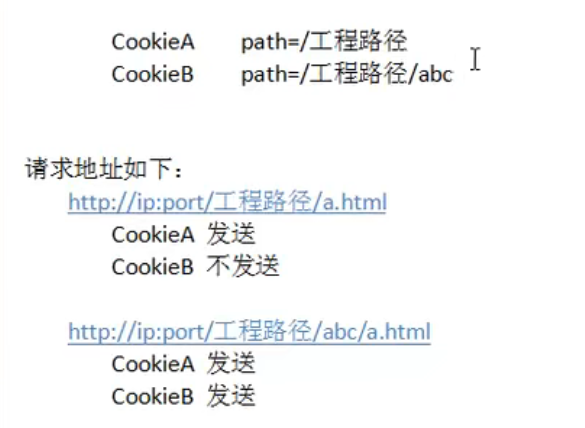 CookieA path=/工程路径
CookieB path=/工程路径/abc
请求地址如下：
http://ip:port/工程路径/a.html
CookieA 发送
CookieB 不发送
http://ip:port/工程路径/abc/a.html
CookieA 发送
CookieB 发送